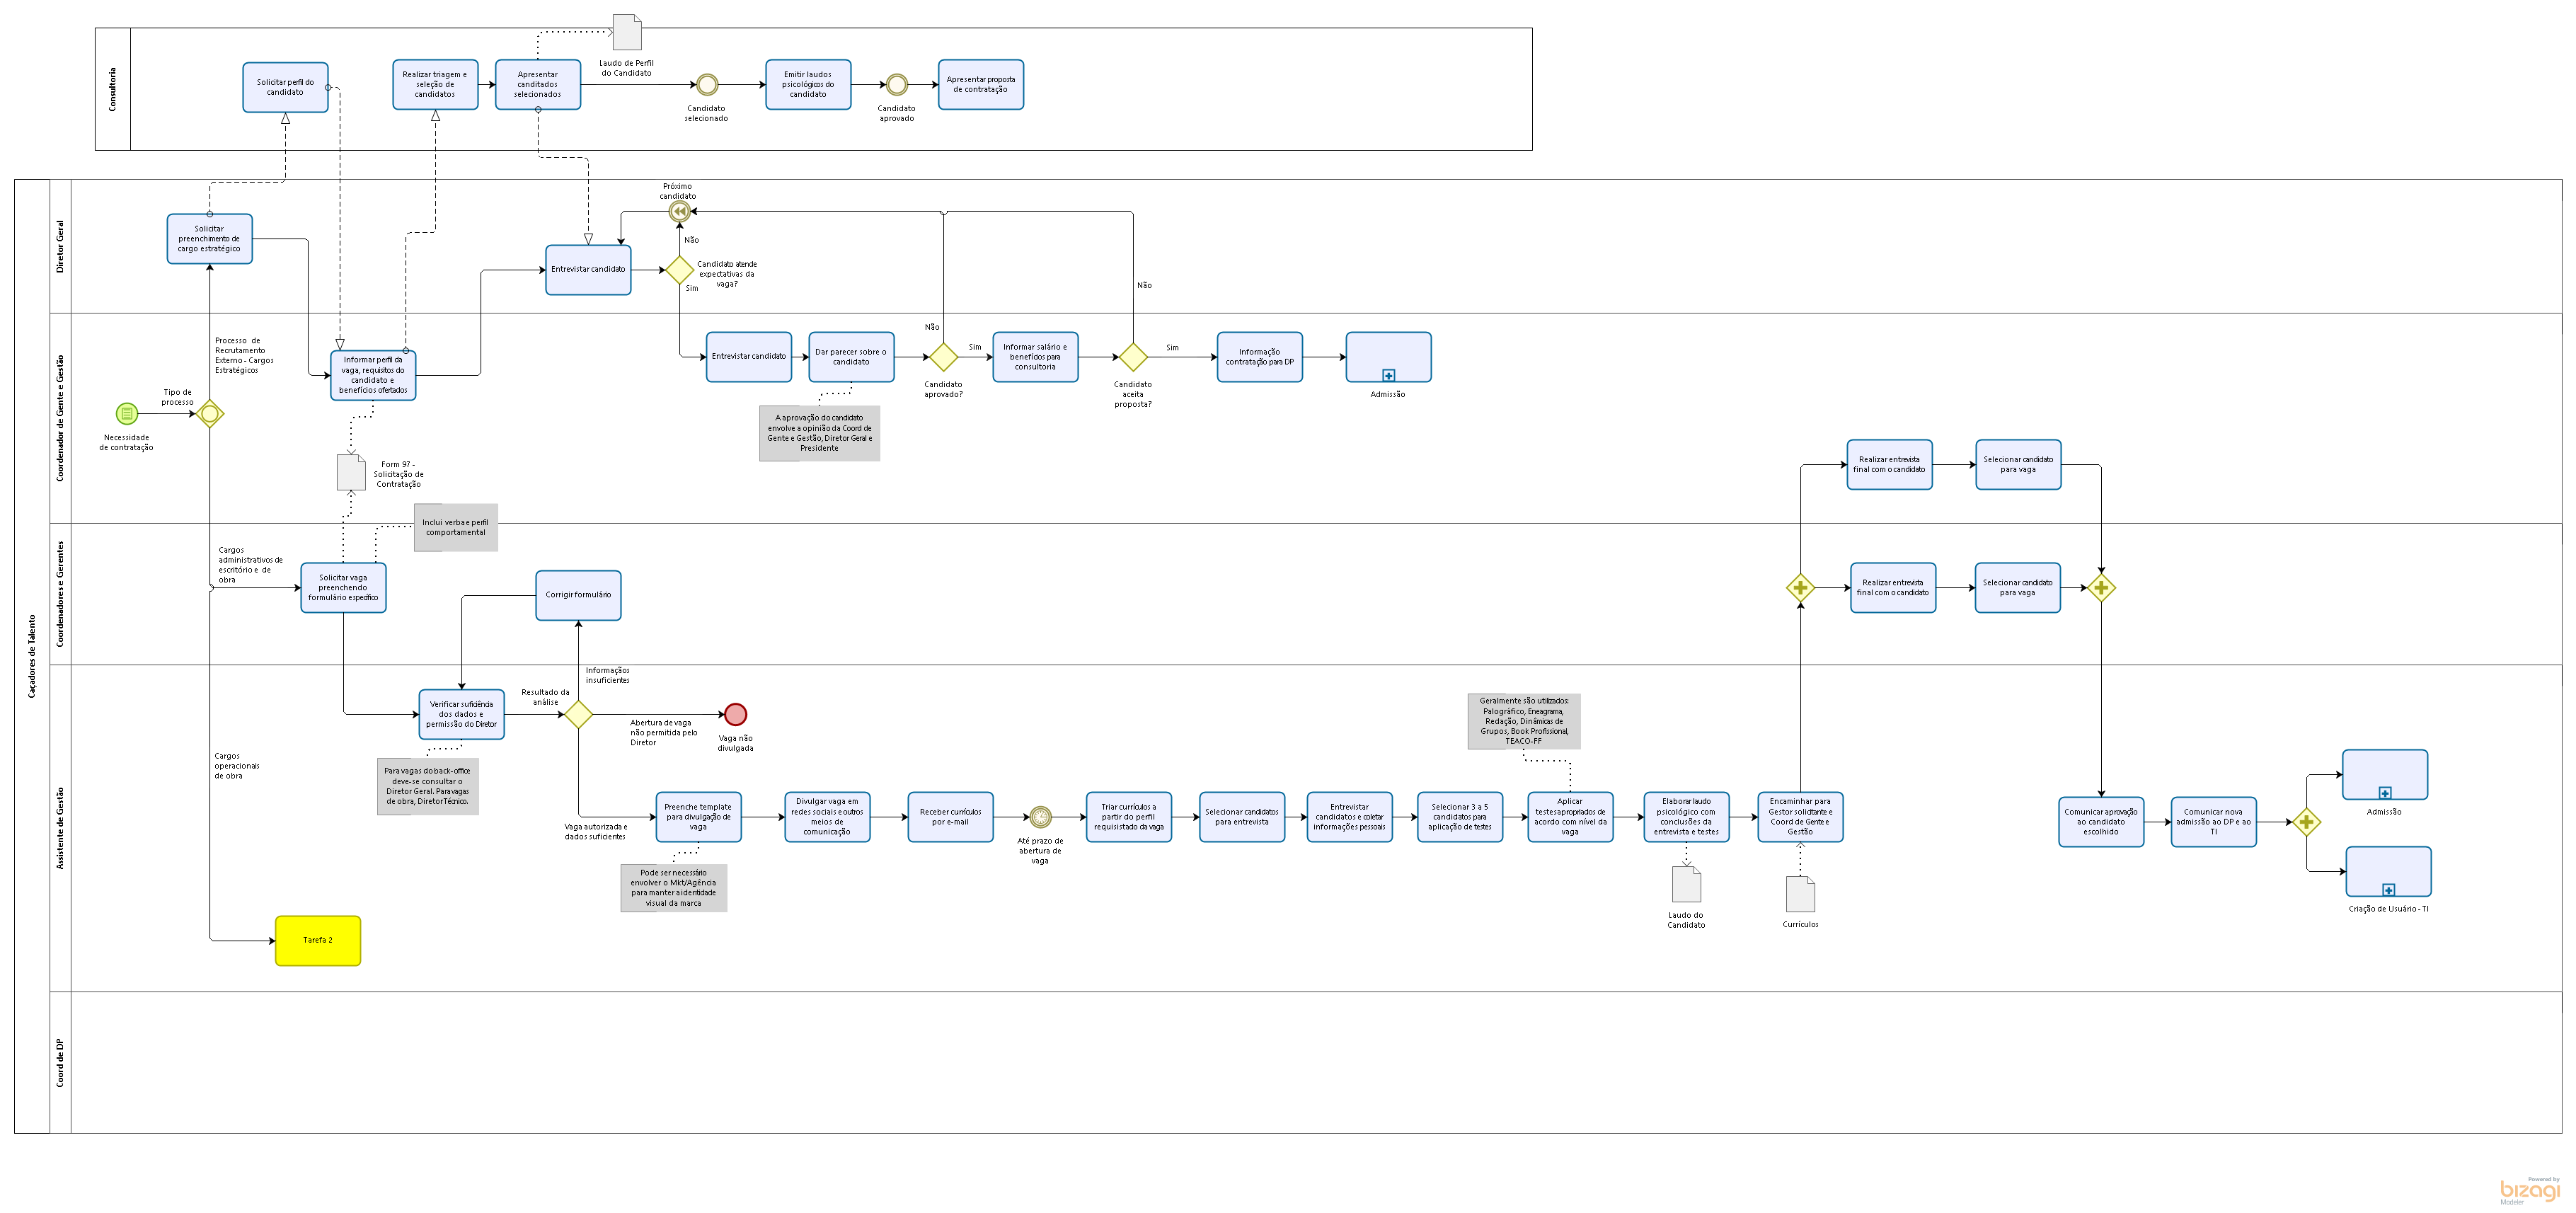 Consultoria
Solicitar perfil do
candidato
Realizar triagem e
seleção de
candidatos
Apresentar
canditados
selecionados
Laudo de Perfil
do Candidato
Candidato
selecionado
Emitir laudos
psicológicos do
candidato
Candidato
aprovado
Apresentar proposta
de contratação
Caçadores de Talento
Diretor Geral
Solicitar
preenchimento de
cargo estratégico
Próximo
candidato
Não
Entrevistar candidato
Candidato atende
expectativas da
vaga?
Sim
Não
Coordenador de Gente e Gestão
Processo de
Recrutamento
Externo - Cargos
Estratégicos
Tipo de
processo
Necessidade
de contratação
Informar perfil da
vaga, requisitos do
candidato e
benefícios ofertados
Form 97 -
Solicitação de
Contratação
Entrevistar candidato
Dar parecer sobre o
candidato
Não
Sim
Candidato
aprovado?
Informar salário e
benefídos para
consultoria
Sim
Candidato
aceita
proposta?
Informação
contratação para DP
Admissão
A aprovação do candidato
envolve a opinião da Coord de
Gente e Gestão, Diretor Geral e
Presidente
Realizar entrevista
final com o candidato
Selecionar candidato
para vaga
Inclui verba e perfil
comportamental
Coordenadores e Gerentes
Cargos
administrativos de
escritório e de
obra
Solicitar vaga
preenchendo
formulário específico
Corrigir formulário
Realizar entrevista
final com o candidato
Selecionar candidato
para vaga
Assistente de Gestão
Informações
insuficientes
Resultado da
análise
Verificar sufidência
dos dados e
permissão do Diretor
Abertura de vaga
não permitida pelo
Diretor
Vaga não
divulgada
Geralmente são utilizados:
Palográfico, Eneagrama,
Redação, Dinâmicas de
Grupos, Book Profissional,
TEACO-FF
Cargos
operacionais
de obra
Para vagas do back-office
deve-se consultar o
Diretor Geral. Para vagas
de obra, Diretor Técnico.
Vaga autorizada e
dados suficientes
Preenche template
para divulgação de
vaga
Divulgar vaga em
redes sociais e outros
meios de
comunicação
Receber currículos
por e-mail
Até prazo de
abertura de
vaga
Triar currículos a
partir do perfil
requisistado da vaga
Selecionar candidatos
para entrevista
Entrevistar
candidatos e coletar
informações pessoais
Selecionar 3 a 5
candidatos para
aplicação de testes
Aplicar
testes apropriados de
acordo com nível da
vaga
Elaborar laudo
psicológico com
conclusões da
entrevista e testes
Encaminhar para
Gestor solicitante e
Coord de Gente e
Gestão
Comunicar aprovação
ao candidato
escolhido
Comunicar nova
admissão ao DP e ao
TI
Admissão
Criação de Usuário - TI
Pode ser necessário
envolver o Mkt/Agência
para manter a identidade
visual da marca
Laudo do
Candidato
Currículos
Tarefa 2
Coord de DP
Powered by
bizagi
Modeler